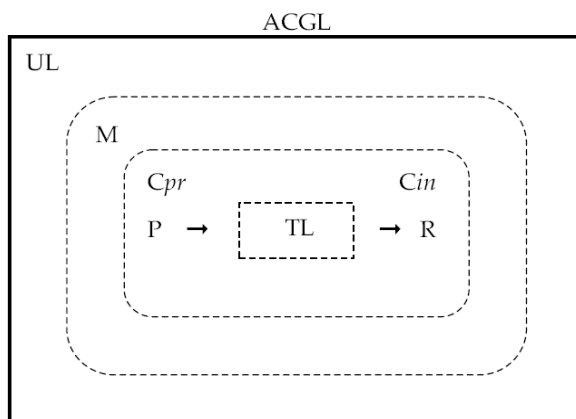 ACGL
UL
M
Cpr Cin
P → TL → R